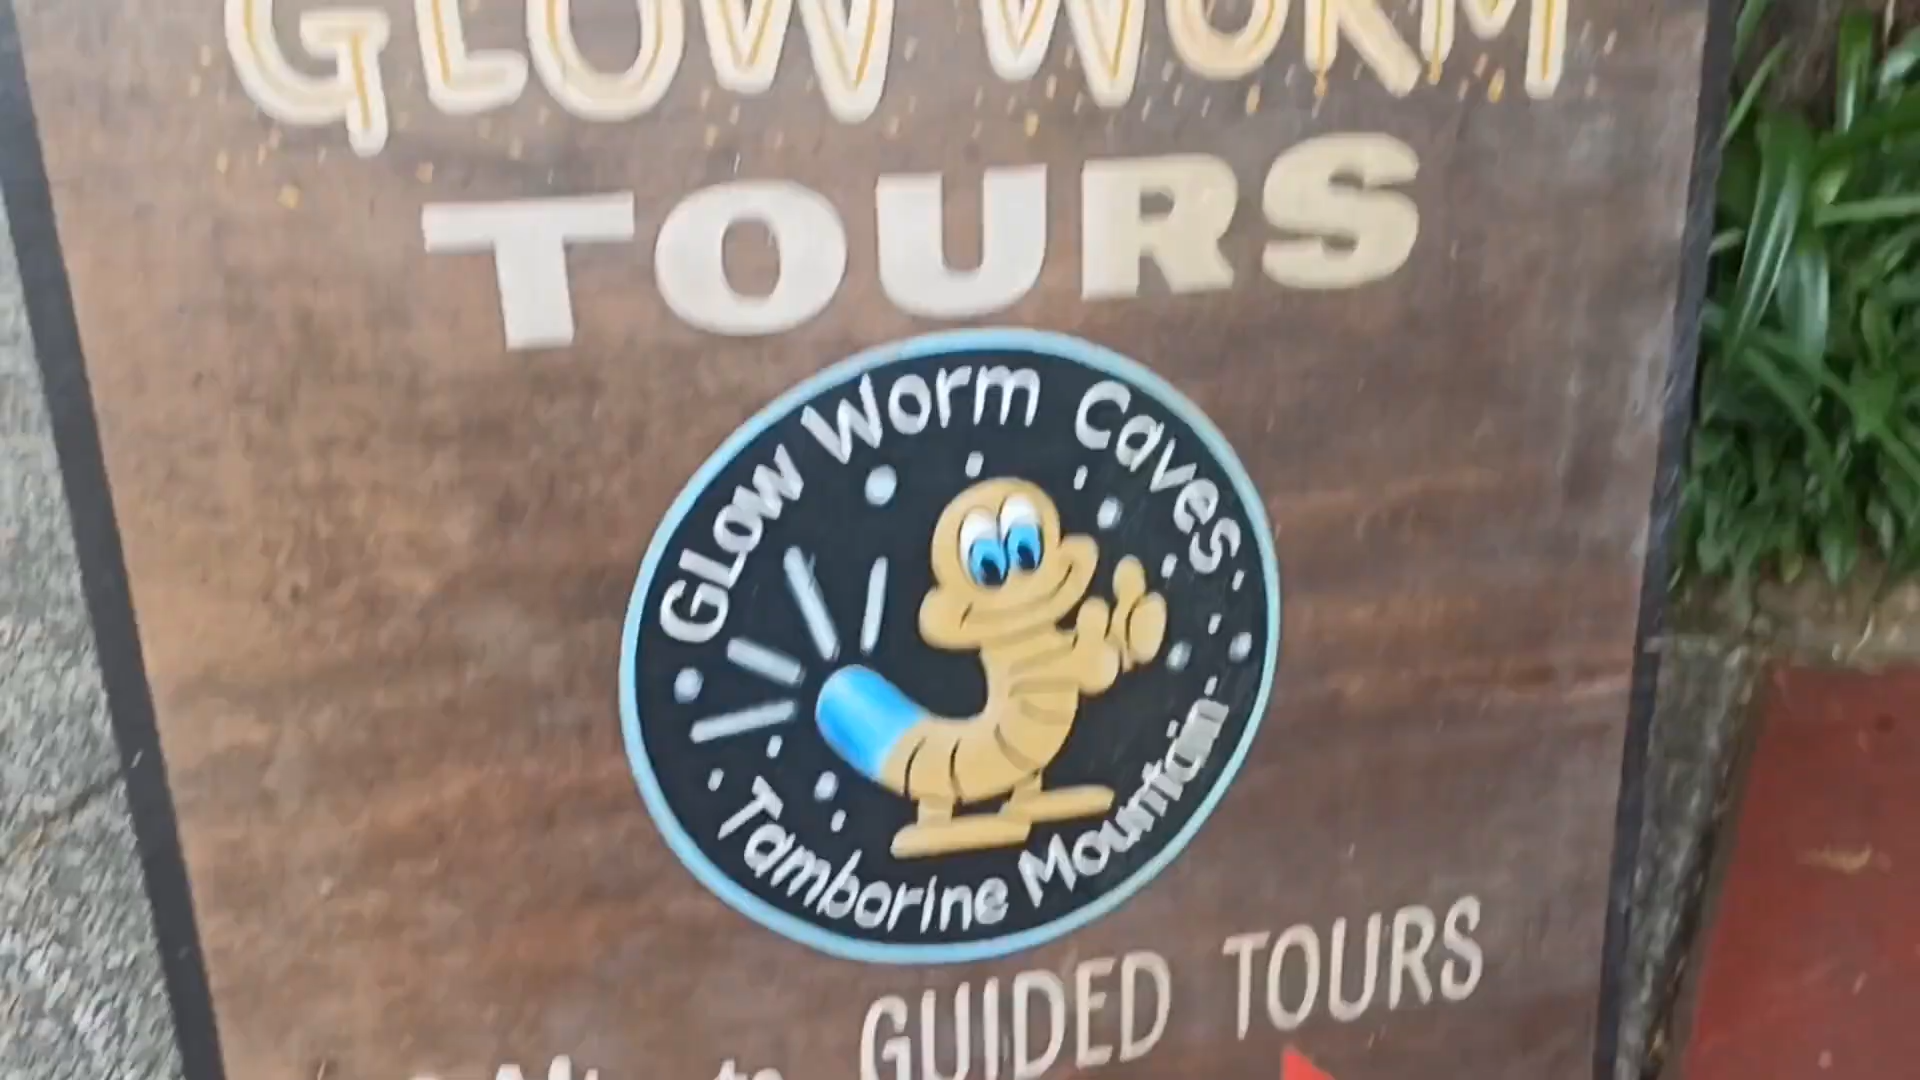 GLOW WORM
TOURS
GLOW Worm Caves
Tamborine Mountain
GUIDED TOURS